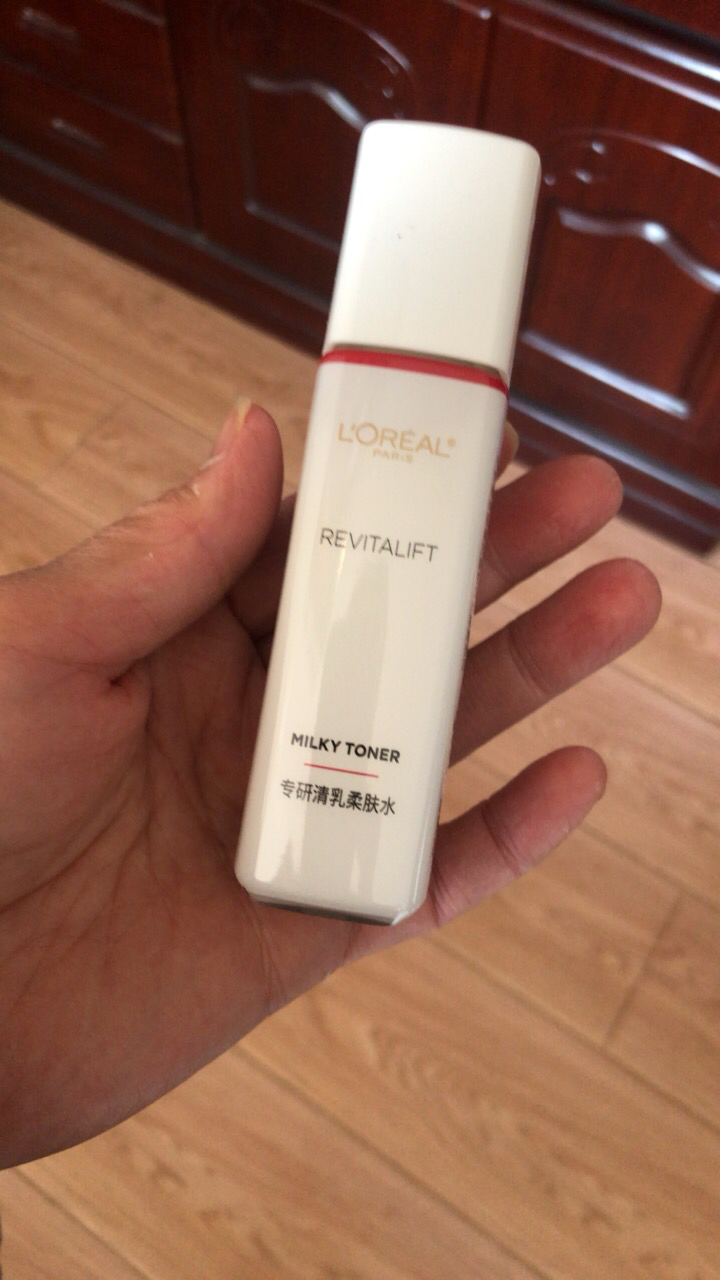 L'ORÉAL®
PARIS
REVITALIFT
MILKY TONER
专研清乳柔肤水